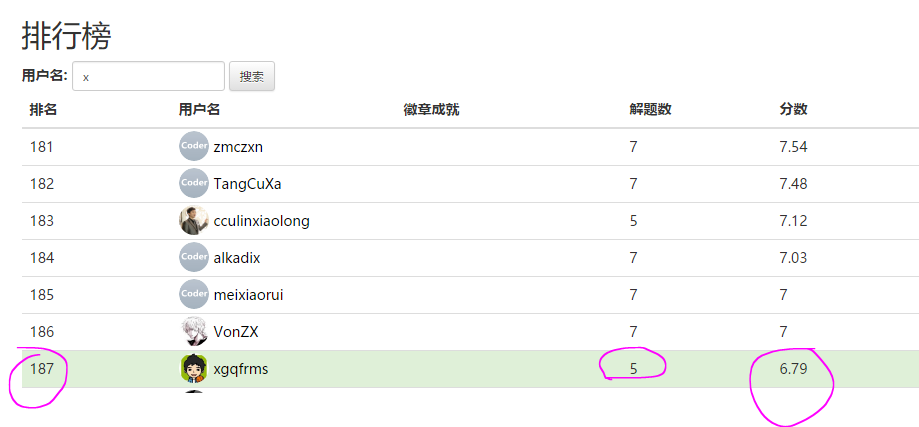 排行榜
用户名: x 搜索
排名 用户名 徽章成就 解题数 分数
181 Coder zmczxn 7 7.54
182 Coder TangCuXa 7 7.48
183 cculinxiaolong 5 7.12
184 Coder alkadix 7 7.03
185 Coder meixiaorui 7 7
186 VonZX 7 7
187 xgqfrms 5 6.79